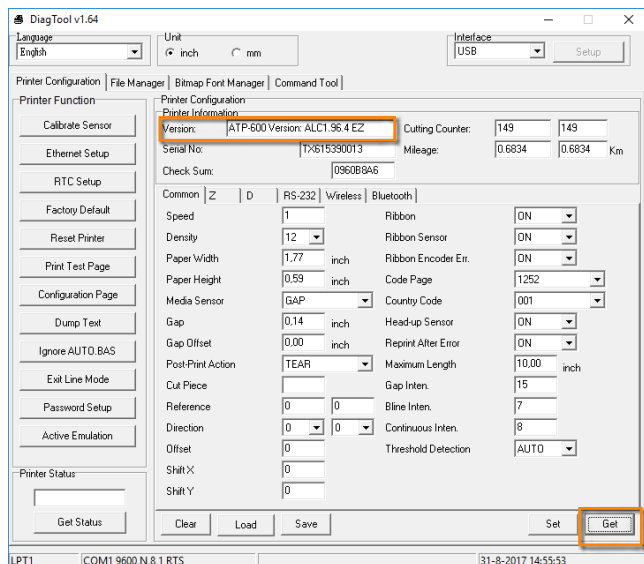 DiagTool v1.64
Language
English
Unit
inch
mm
Interface
USB
Setup
Printer Configuration
File Manager
Bitmap Font Manager
Command Tool
Printer Function
Calibrate Sensor
Ethernet Setup
RTC Setup
Factory Default
Reset Printer
Print Test Page
Configuration Page
Dump Text
Ignore AUTO.BAS
Exit Line Mode
Password Setup
Active Emulation
Printer Status
Get Status
Printer Configuration
Printer Information
Version: ATP-600 Version: ALC1.96.4 EZ
Cutting Counter: 149 149
Serial No: TX615390013
Mileage: 0.6834 0.6834 Km
Check Sum: 0960B8A6
Common Z D RS-232 Wireless Bluetooth
Speed 1
Ribbon ON
Density 12
Ribbon Sensor ON
Paper Width 1,77 inch
Ribbon Encoder Err. ON
Paper Height 0,59 inch
Code Page 1252
Media Sensor GAP
Country Code 001
Gap 0,14 inch
Head-up Sensor ON
Gap Offset 0,00 inch
Reprint After Error ON
Post-Print Action TEAR
Maximum Length 10,00 inch
Cut Piece
Gap Inten. 15
Reference 0 0
Bline Inten. 7
Direction 0 0
Continuous Inten. 8
Offset 0
Threshold Detection AUTO
Shift X 0
Shift Y 0
Clear Load Save Set Get
LPT1 COM1 9600,N,8,1 RTS 31-8-2017 14:55:53